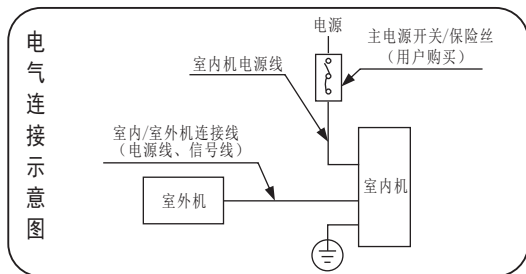 电气连接示意图
电源
主电源开关/保险丝
（用户购买）
室内机电源线
室内/室外机连接线
（电源线、信号线）
室外机
室内机